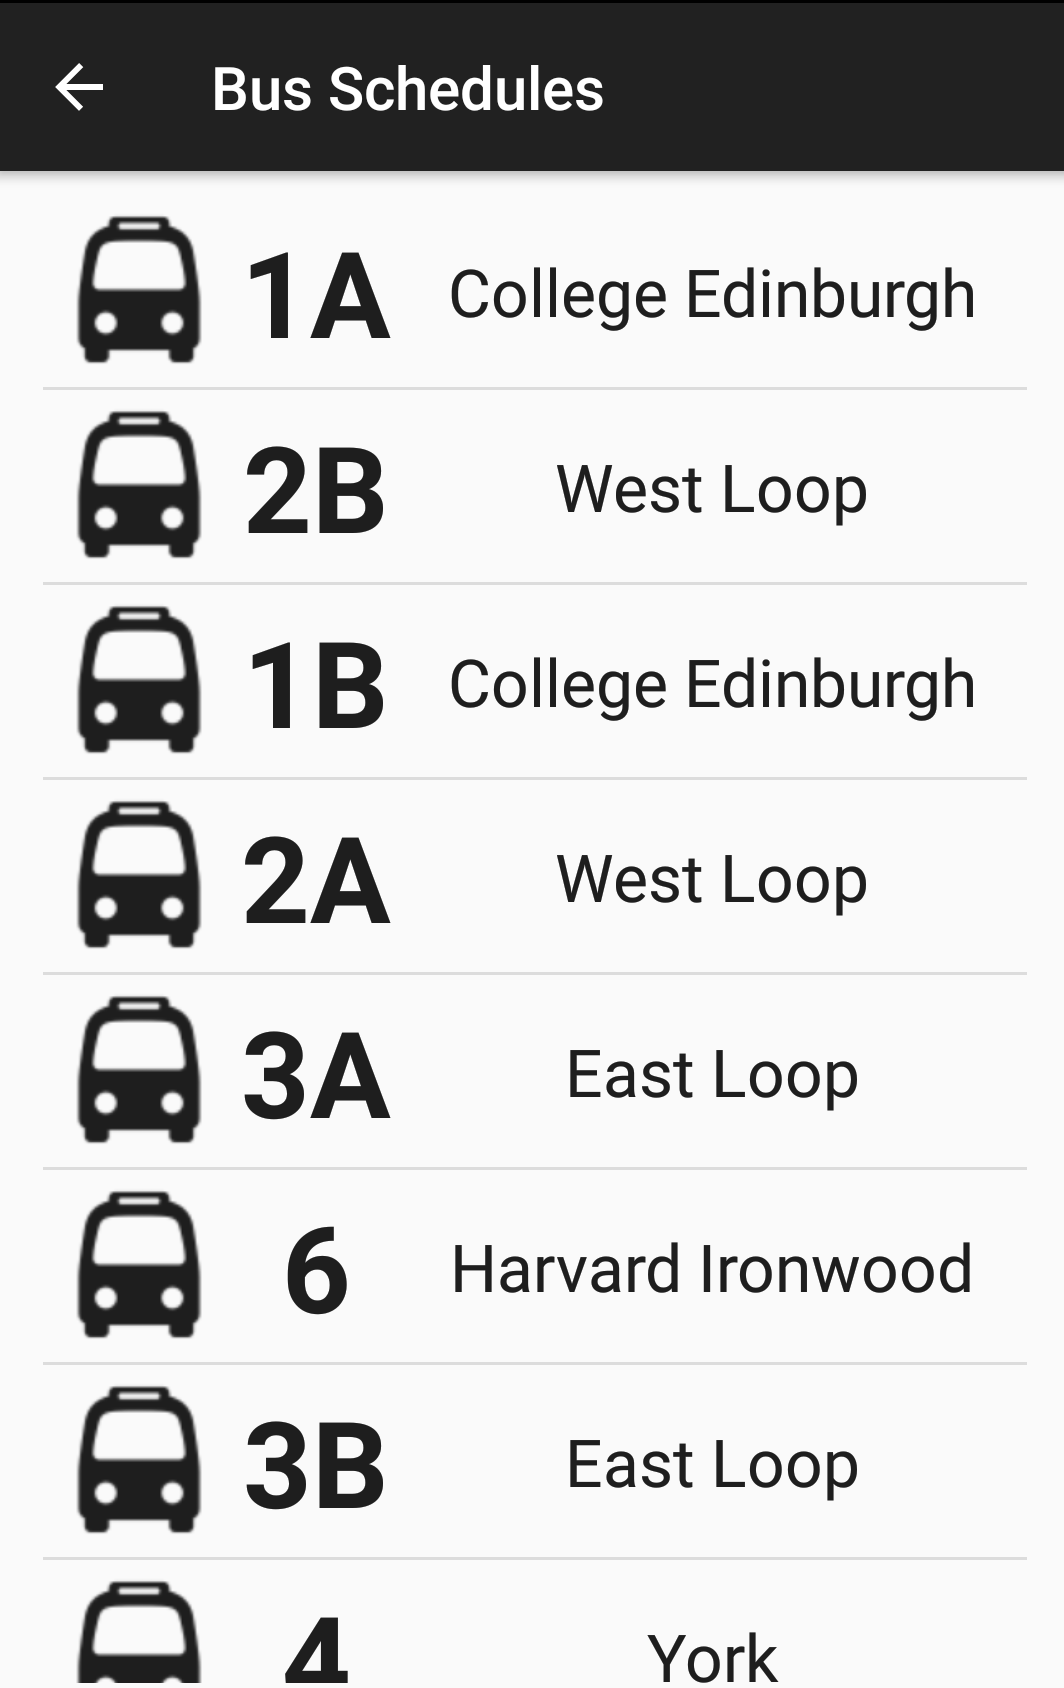 Bus Schedules
1A College Edinburgh
2B West Loop
1B College Edinburgh
2A West Loop
3A East Loop
6 Harvard Ironwood
3B East Loop
4 York